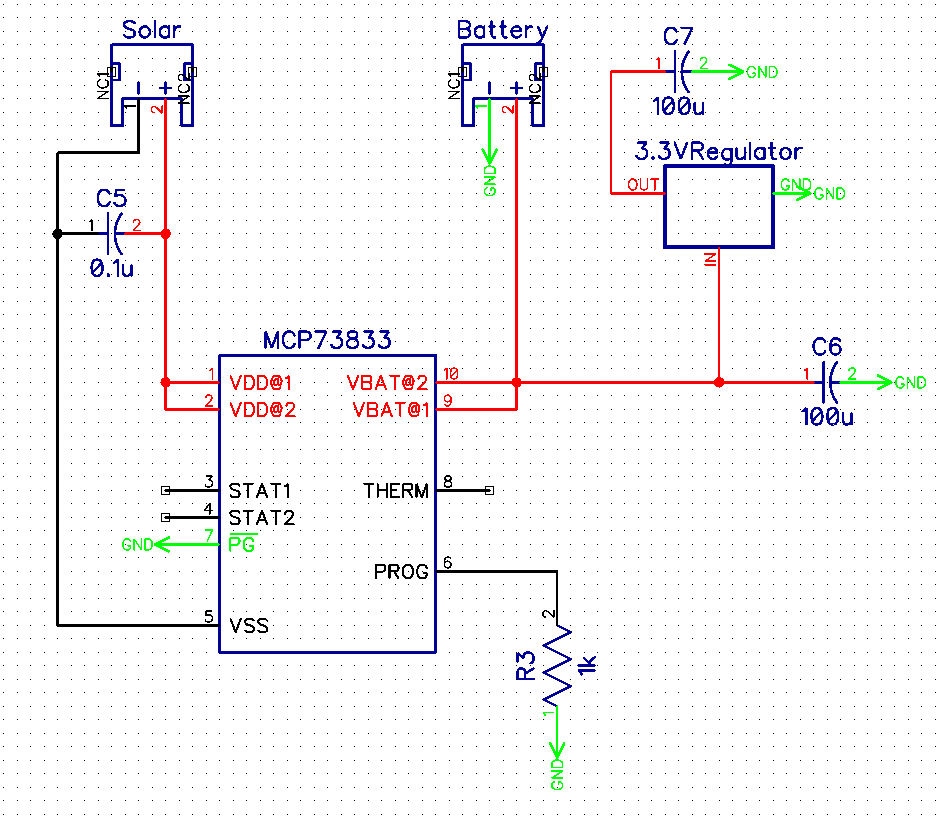 Solar
Battery
C7
NC1
NC2
1
2
NC1
NC2
1
2
1
2
GND
100u
GND
3.3VRegulator
OUT
GND
GND
IN
C5
1
2
0.1u
MCP73833
C6
1
VDD@1
VBAT@2
10
1
2
GND
2
VDD@2
VBAT@1
9
100u
3
STAT1
THERM
8
4
STAT2
GND
7
PG
PROG
6
5
VSS
2
R3
1k
1
GND